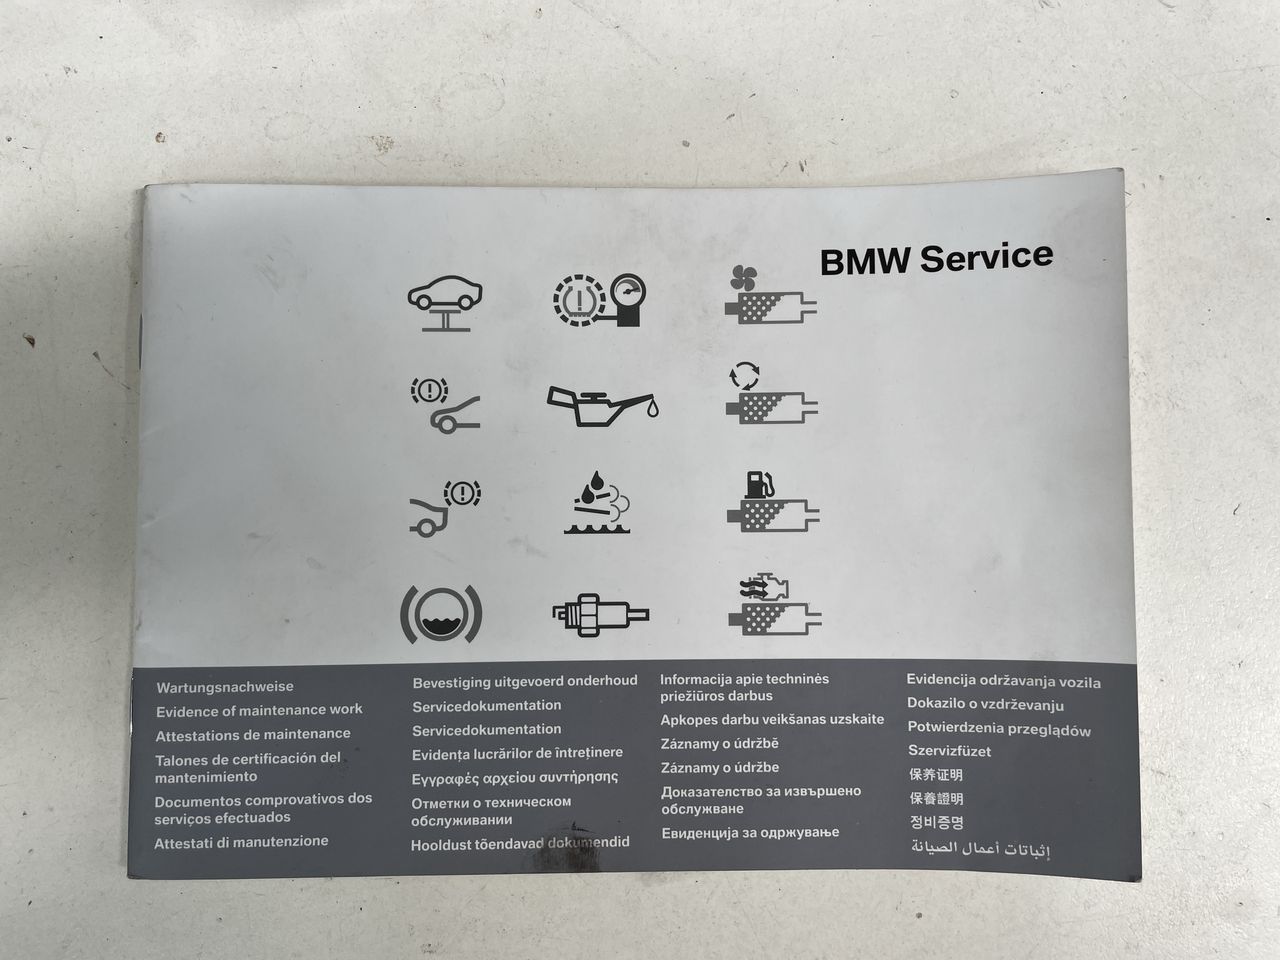 BMW Service
Wartungsnachweise
Evidence of maintenance work
Attestations de maintenance
Talones de certificación del
mantenimiento
Documentos comprovativos dos
serviços efectuados
Attestati di manutenzione
Bevestiging uitgevoerd onderhoud
Servicedokumentation
Servicedokumentation
Evidența lucrărilor de întreținere
Εγγραφές αρχείου συντήρησης
Отметки о техническом
обслуживании
Hooldust tõendavad dokumendid
Informacija apie techninės
priežiūros darbus
Apkopes darbu veikšanas uzskaite
Záznamy o údržbě
Záznamy o údržbe
Доказателство за извършено
обслужване
Евиденција за одржување
Evidencija održavanja vozila
Dokazilo o vzdrževanju
Potwierdzenia przeglądów
Szervizfüzet
保养证明
保養證明
정비증명
إثباتات أعمال الصيانة